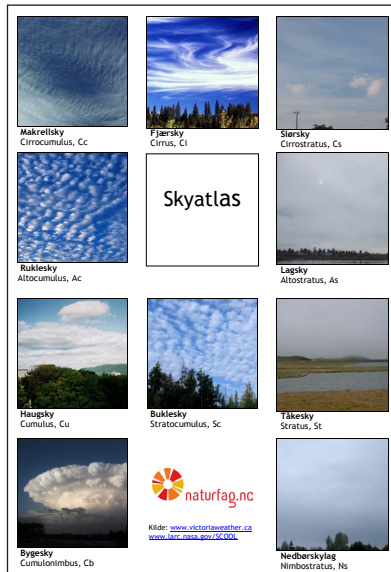 Makrellsky
Cirrocumulus, Cc
Fjærsky
Cirrus, Ci
Slørsky
Cirrostratus, Cs
Ruklesky
Altocumulus, Ac
Skyatlas
Lagsky
Altostratus, As
Haugsky
Cumulus, Cu
Buklesky
Stratocumulus, Sc
Tåkesky
Stratus, St
Bygesky
Cumulonimbus, Cb
naturfag.no
Kilde: www.victoriaweather.ca
www.larc.nasa.gov/SCOOL
Nedbørskylag
Nimbostratus, Ns